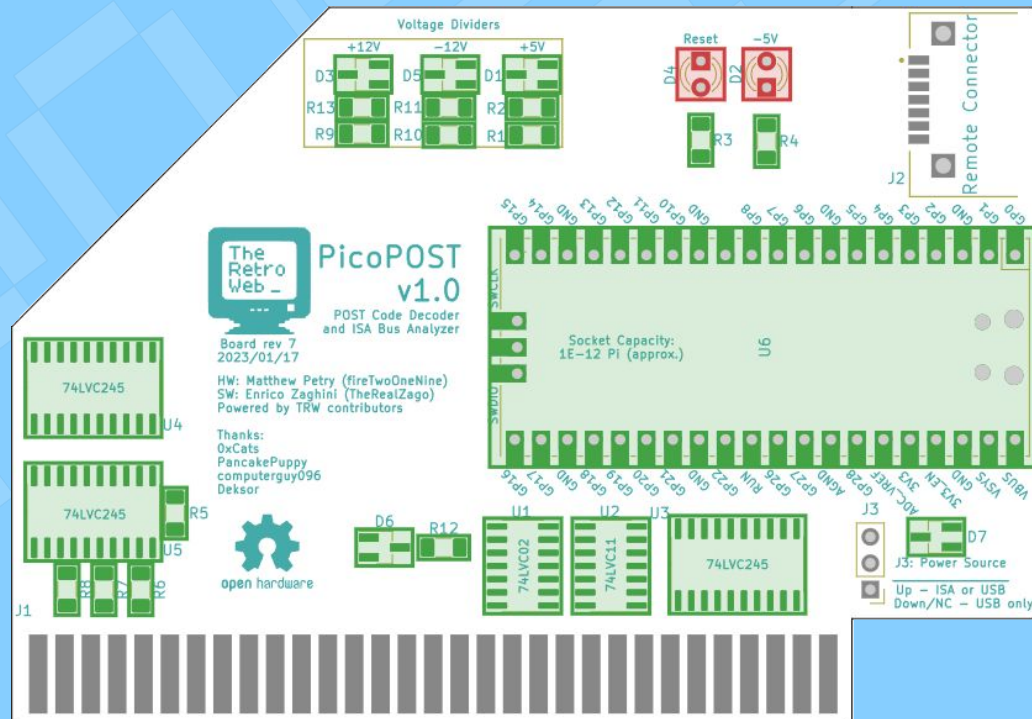 Voltage Dividers
+12V -12V +5V
D3 D5 D1
R13 R11 R2
R9 R10 R1
Reset -5V
D4 D2
R3 R4
Remote Connector
J2
GP15 GP14 GND GP13 GP12 GP11 GP10 GND GP8 GP7 GP6 GND GP5 GP4 GP3 GP2 GND GP1 GP0
The
Retro
Web _
PicoPOST
v1.0
POST Code Decoder
and ISA Bus Analyzer
Board rev 7
2023/01/17
HW: Matthew Petry (fireTwoOneNine)
SW: Enrico Zaghini (TheRealZago)
Powered by TRW contributors
Thanks:
0xCats
PancakePuppy
computerguy096
Deksor
SWCLK
Socket Capacity:
1E-12 Pi (approx.)
U6
SWDIO
GP16 GP17 GND GP18 GP19 GP20 GP21 GND GP22 RUN GP26 GP27 AGND GP28 ADC_VREF 3V3 3V3_EN GND VSYS VBUS
74LVC245
U4
74LVC245
U5
R5
R8 R7 R6
J1
open hardware
D6 R12
U1 U2 U3
74LVC02
74LVC11
74LVC245
J3
D7
J3: Power Source
Up - ISA or USB
Down/NC - USB only